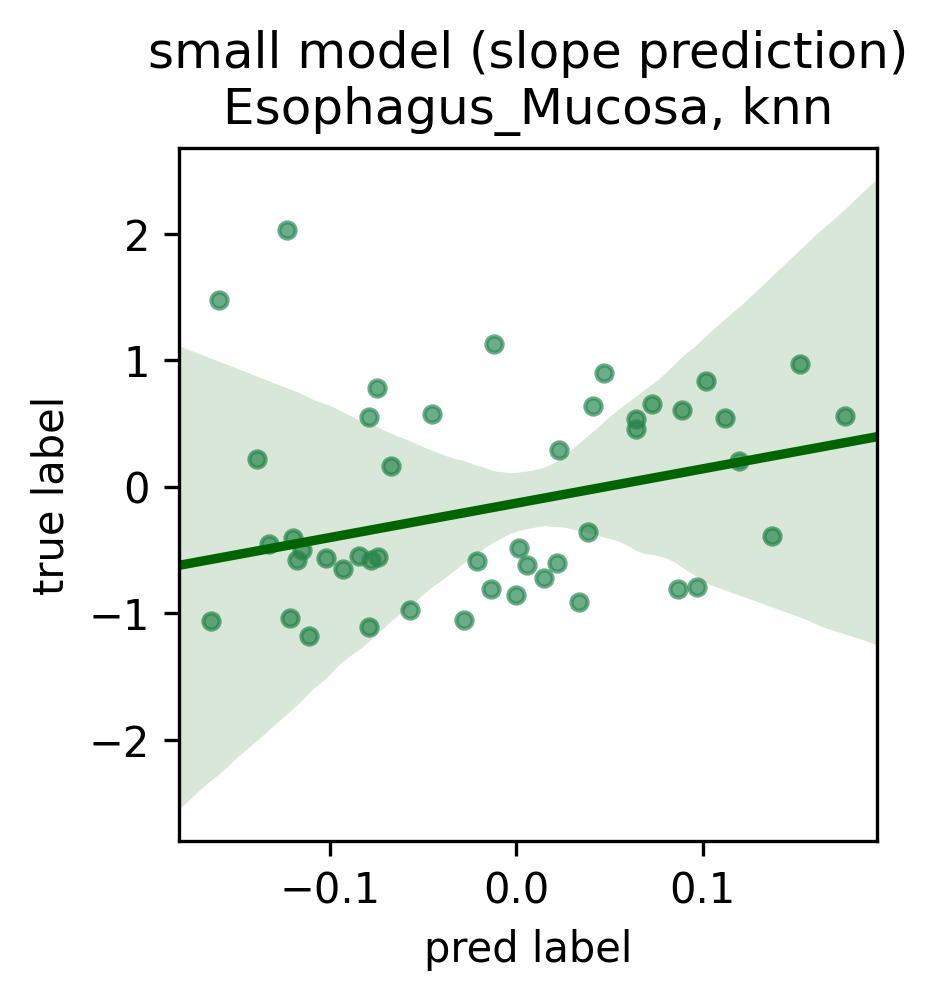 small model (slope prediction)
Esophagus_Mucosa, knn
2
1
0
−1
−2
true label
−0.1
0.0
0.1
pred label